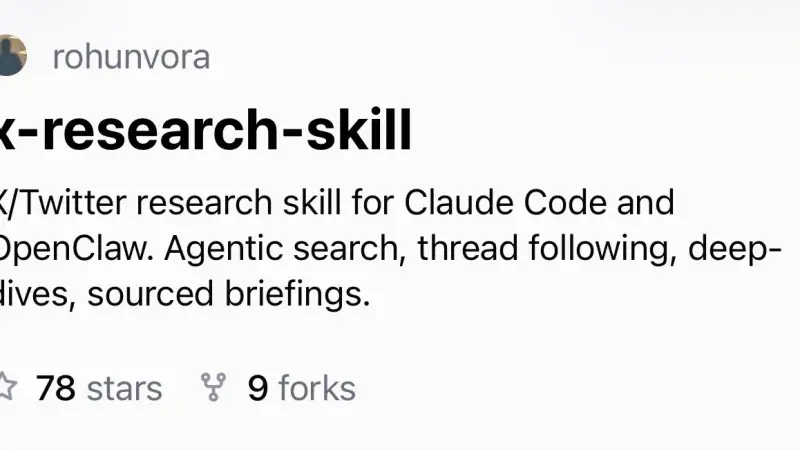 rohunvora
x-research-skill
X/Twitter research skill for Claude Code and
OpenClaw. Agentic search, thread following, deep-
dives, sourced briefings.
78 stars 9 forks